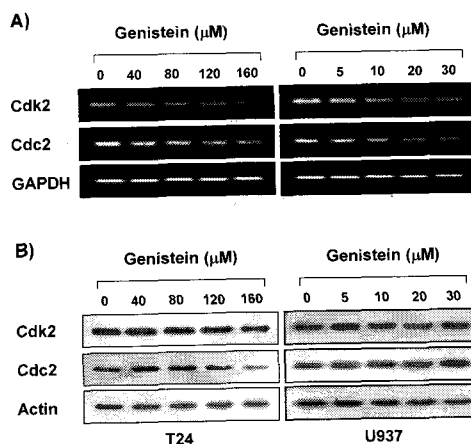 A)
Genistein (μM) Genistein (μM)
0 40 80 120 160 0 5 10 20 30
Cdk2
Cdc2
GAPDH
B)
Genistein (μM) Genistein (μM)
0 40 80 120 160 0 5 10 20 30
Cdk2
Cdc2
Actin
T24 U937